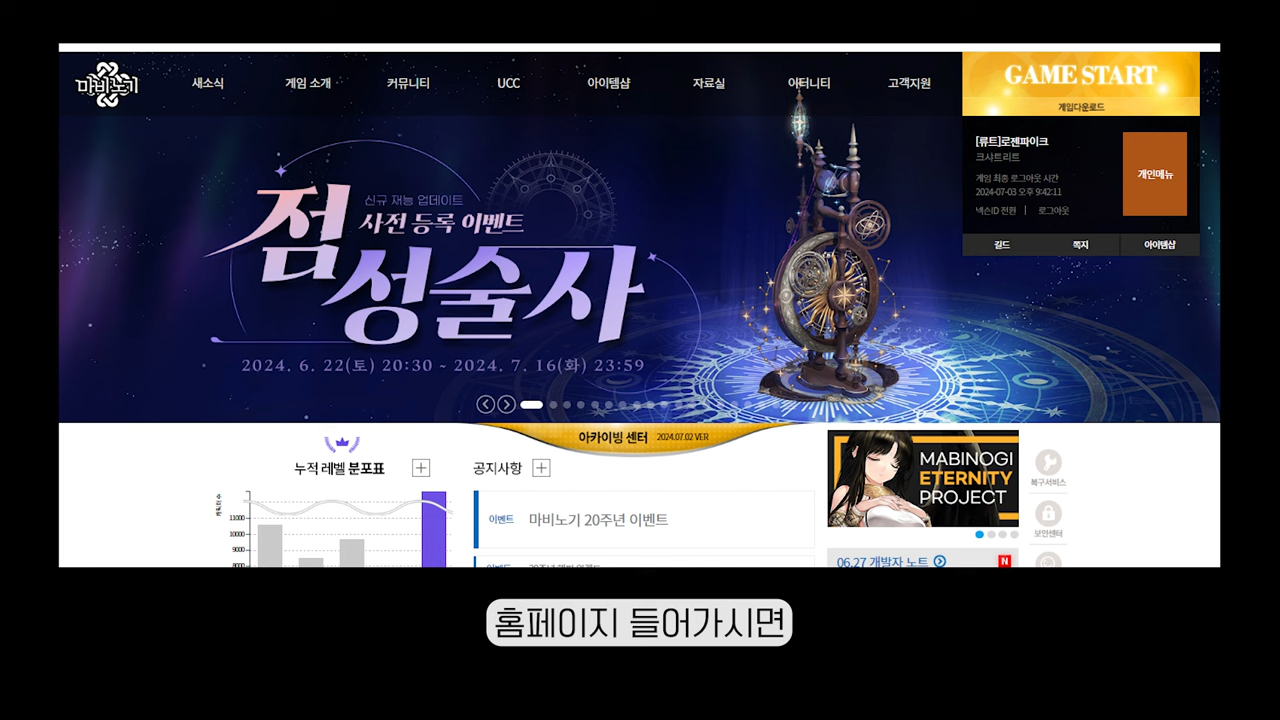 마비노기
새소식
게임 소개
커뮤니티
UCC
아이템샵
자료실
이터니티
고객지원
GAME START
게임다운로드
[류트]로젠파이크
크샤트리트
게임 최종 로그아웃 시간
2024-07-03 오후 9:42:11
넥슨ID 전환 | 로그아웃
개인메뉴
길드
쪽지
아이템샵
신규 재능 업데이트
사전 등록 이벤트
점성술사
2024. 6. 22(토) 20:30 ~ 2024. 7. 16(화) 23:59
아카이빙 센터 2024.07.02 VER
누적 레벨 분포표
공지사항
11000
10000
9000
8000
이벤트 마비노기 20주년 이벤트
이벤트
MABINOGI
ETERNITY
PROJECT
06.27 개발자 노트
N
복구서비스
보안센터
홈페이지 들어가시면